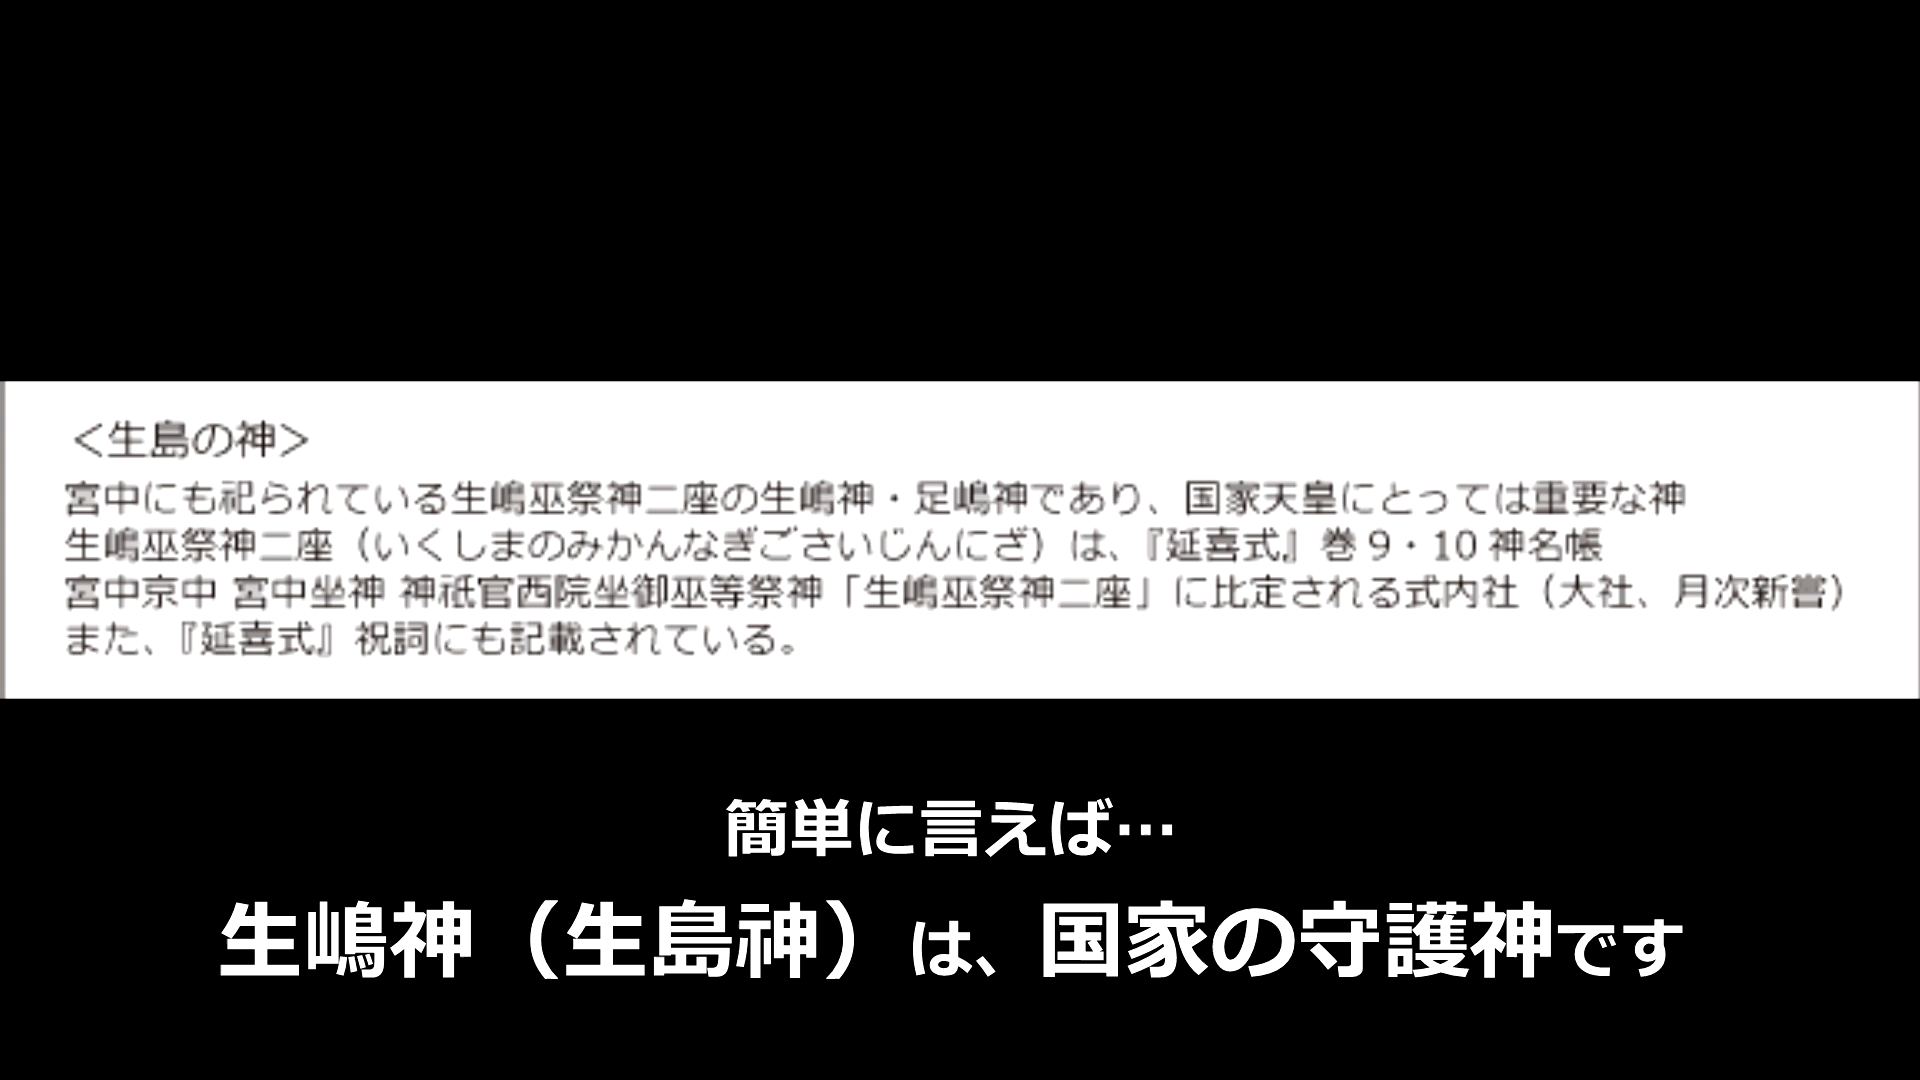 ＜生島の神＞
宮中にも祀られている生嶋巫祭神二座の生嶋神・足嶋神であり、国家天皇にとっては重要な神
生嶋巫祭神二座（いくしまのみかんなぎごさいじんにざ）は、『延喜式』巻９・10 神名帳
宮中京中 宮中坐神 神祇官西院坐御巫等祭神「生嶋巫祭神二座」に比定される式内社（大社、月次新嘗）
また、『延喜式』祝詞にも記載されている。
簡単に言えば…
生嶋神（生島神）は、国家の守護神です